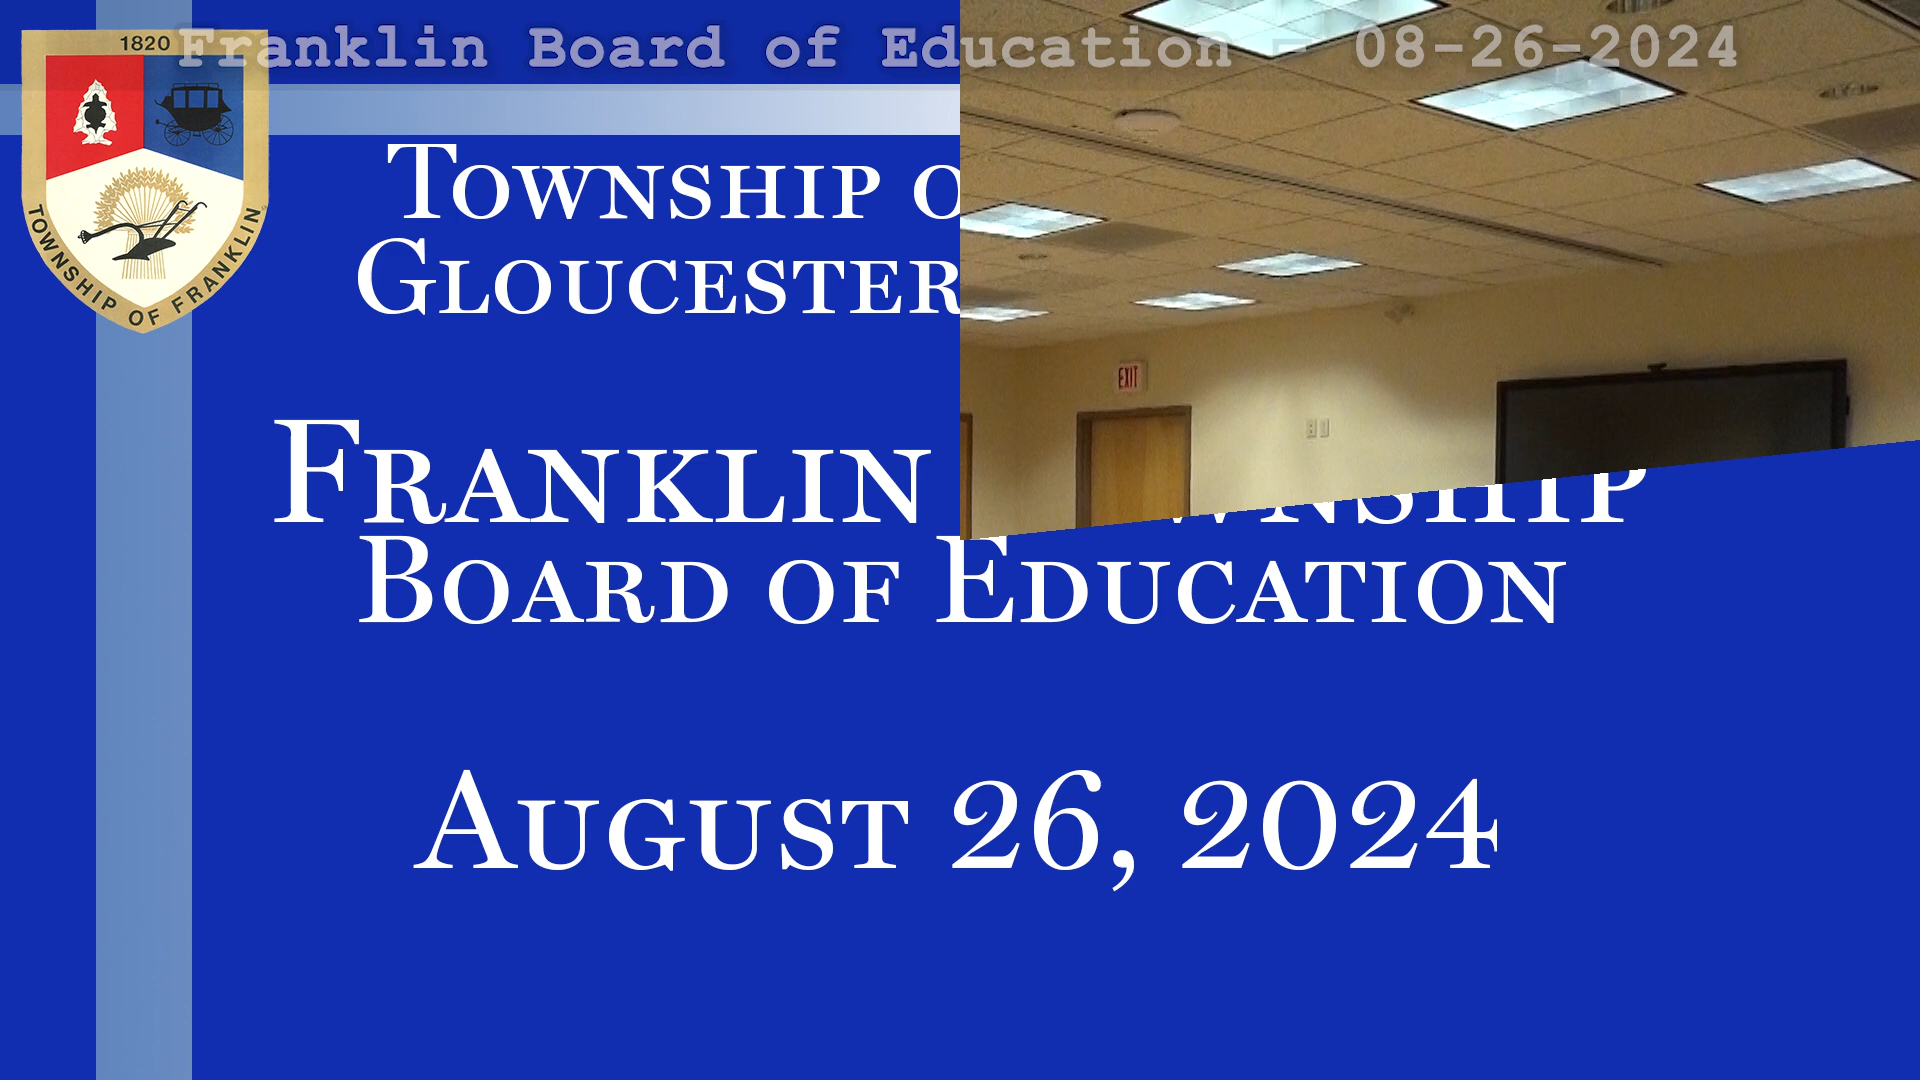 Franklin Board of Education - 08-26-2024
1820
TOWNSHIP OF FRANKLIN
TOWNSHIP O
GLOUCESTER
EXIT
FRANKLIN WNSHIP
BOARD OF EDUCATION
AUGUST 26, 2024